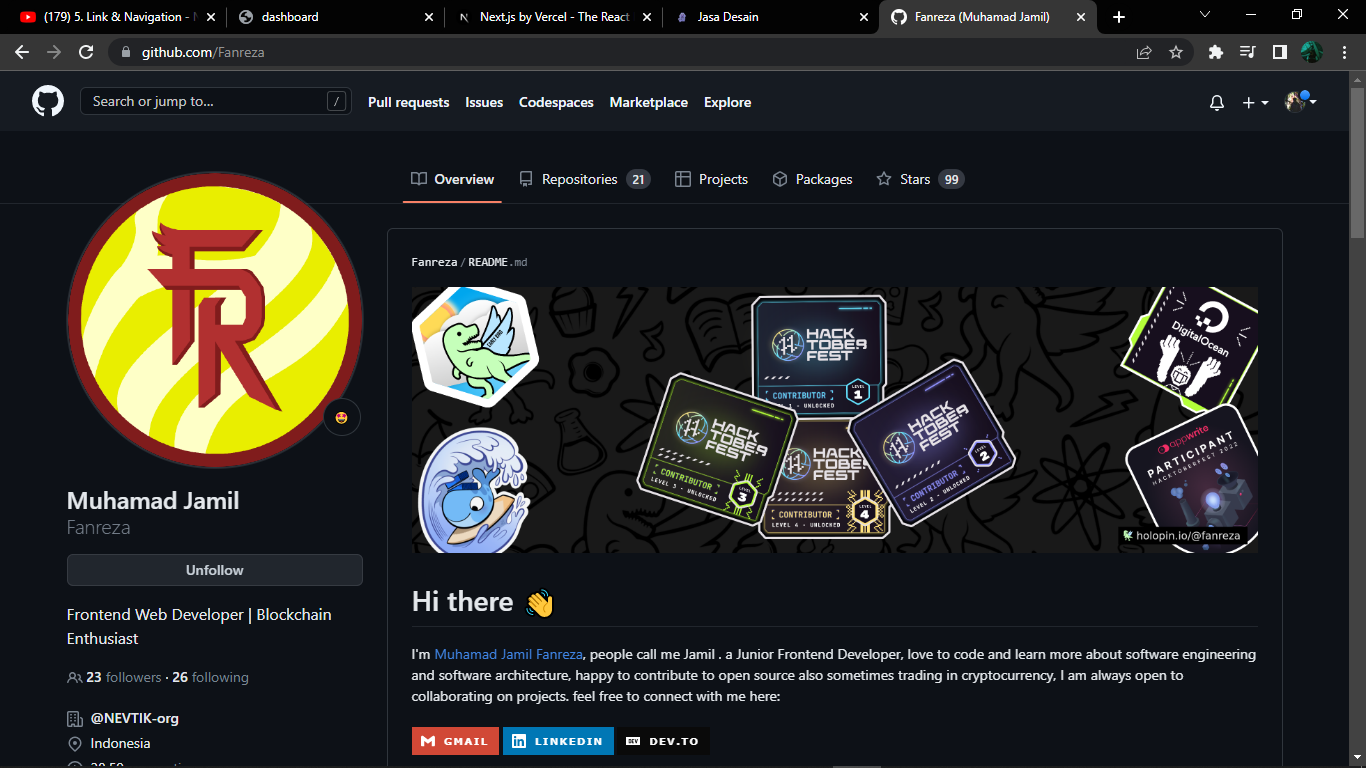 (179) 5. Link & Navigation -
dashboard
Next.js by Vercel - The React
Jasa Desain
Fanreza (Muhamad Jamil)
github.com/Fanreza
Search or jump to...
/
Pull requests
Issues
Codespaces
Marketplace
Explore
Overview
Repositories 21
Projects
Packages
Stars 99
FR
Muhamad Jamil
Fanreza
Unfollow
Frontend Web Developer | Blockchain
Enthusiast
23 followers · 26 following
@NEVTIK-org
Indonesia
Fanreza / README.md
HACK
TOBER
FEST
CONTRIBUTOR
LEVEL 1 - UNLOCKED
LEVEL
1
HACK
TOBER
FEST
CONTRIBUTOR
LEVEL 3 - UNLOCKED
LEVEL
3
HACK
TOBER
FEST
CONTRIBUTOR
LEVEL 4 - UNLOCKED
LEVEL
4
HACK
TOBER
FEST
CONTRIBUTOR
LEVEL 2 - UNLOCKED
LEVEL
2
DigitalOcean
appwrite
PARTICIPANT
HACKTOBERFEST 2022
holopin.io/@fanreza
Hi there 👋
I'm Muhamad Jamil Fanreza, people call me Jamil . a Junior Frontend Developer, love to code and learn more about software engineering
and software architecture, happy to contribute to open source also sometimes trading in cryptocurrency, I am always open to
collaborating on projects. feel free to connect with me here:
GMAIL
LINKEDIN
DEV DEV.TO